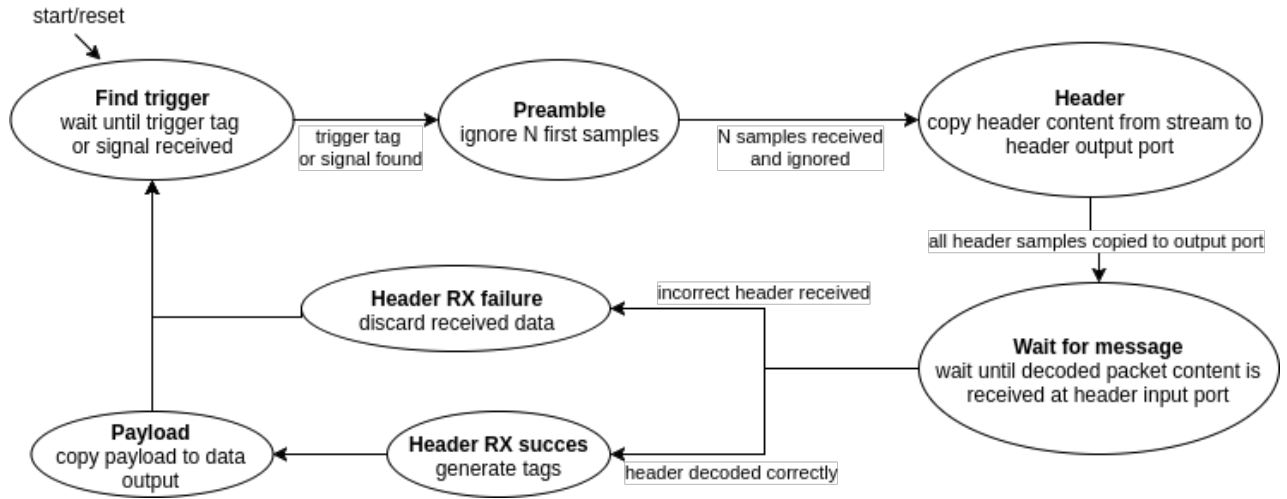 start/reset
Find trigger
wait until trigger tag
or signal received
trigger tag
or signal found
Preamble
ignore N first samples
N samples received
and ignored
Header
copy header content from stream to
header output port
all header samples copied to output port
Wait for message
wait until decoded packet content is
received at header input port
incorrect header received
Header RX failure
discard received data
header decoded correctly
Header RX succes
generate tags
Payload
copy payload to data
output